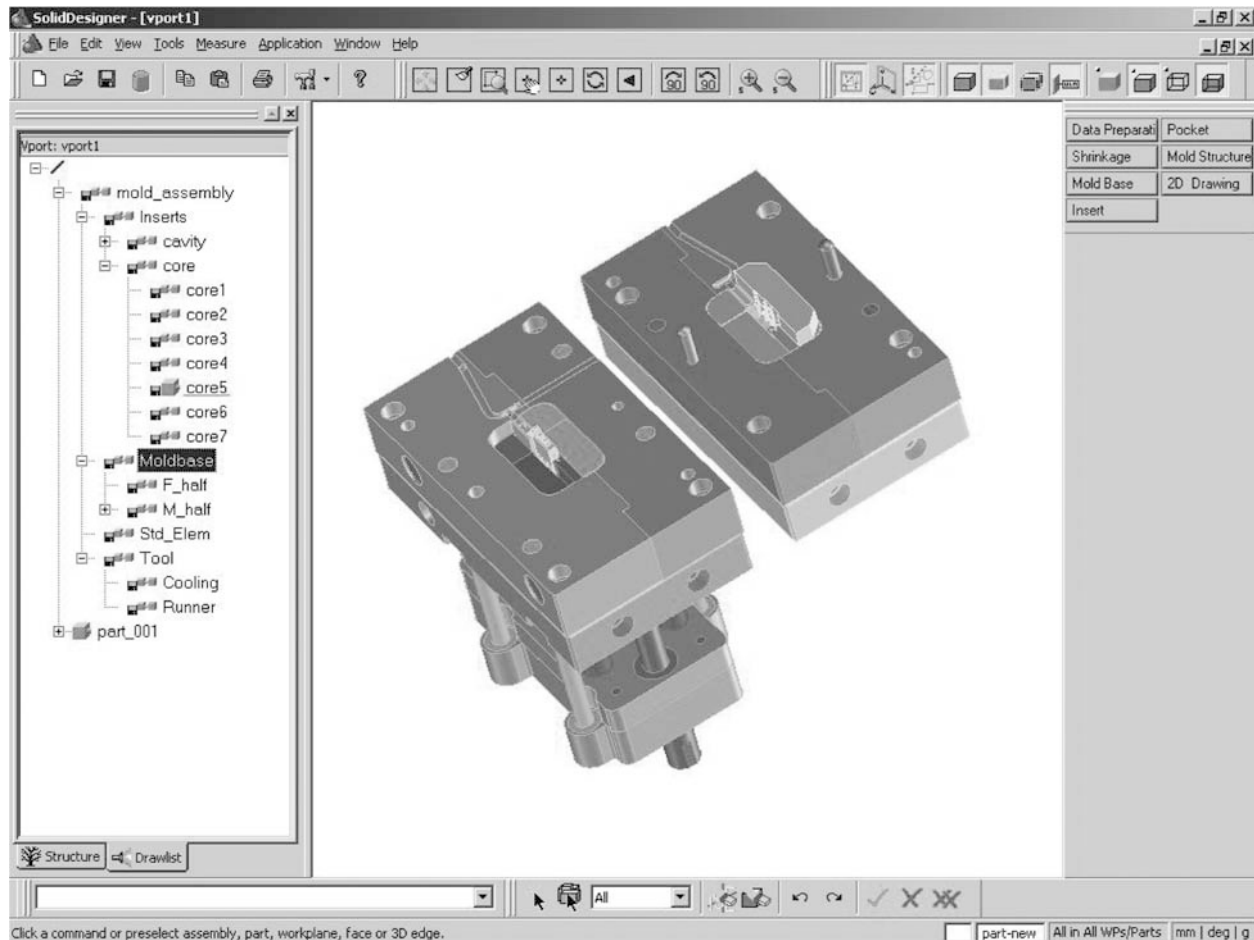 SolidDesigner - [vport1]
File Edit View Tools Measure Application Window Help
90 90
Vport: vport1
mold_assembly
Inserts
cavity
core
core1
core2
core3
core4
core5
core6
core7
Moldbase
F_half
M_half
Std_Elem
Tool
Cooling
Runner
part_001
Structure Drawlist
Data Preparati Pocket
Shrinkage Mold Structure
Mold Base 2D Drawing
Insert
All
Click a command or preselect assembly, part, workplane, face or 3D edge.
part-new All in All WPs/Parts mm | deg | g